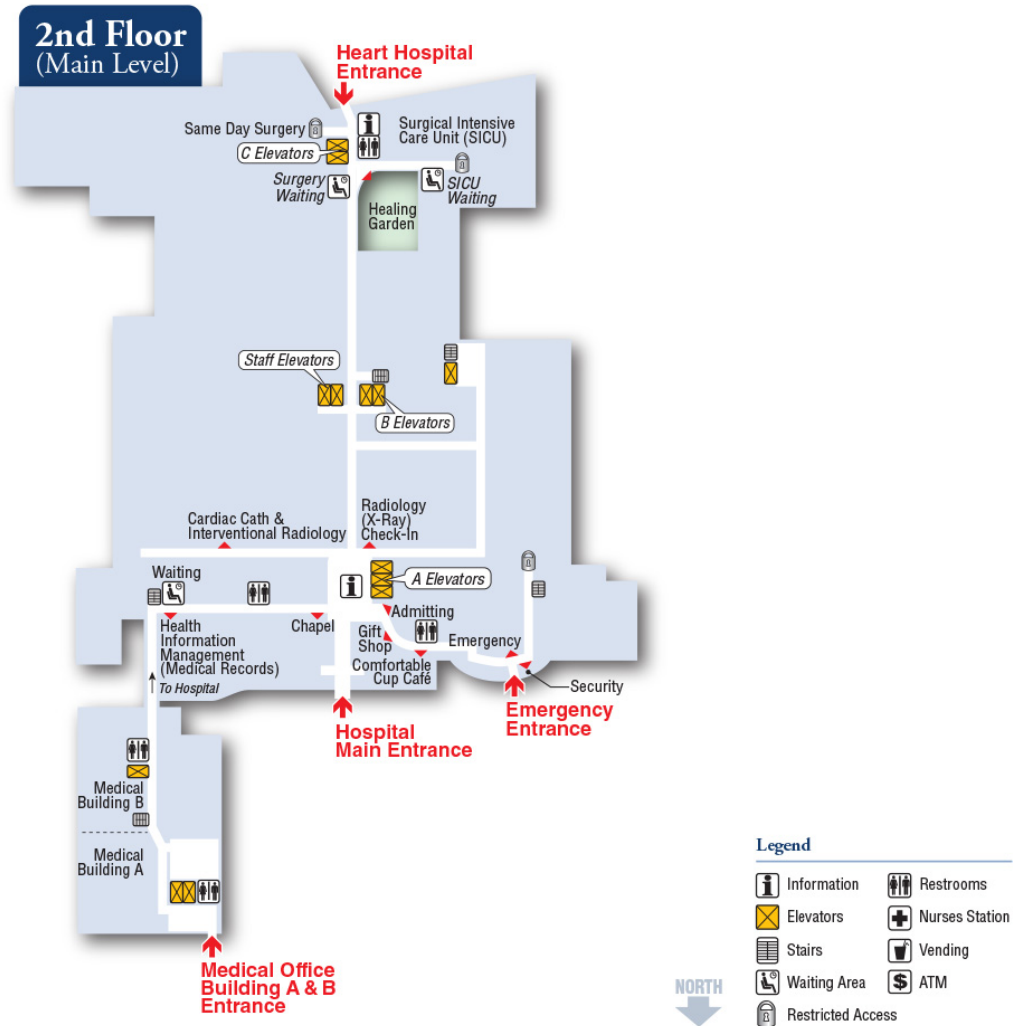 2nd Floor
(Main Level)
Heart Hospital
Entrance
Same Day Surgery
C Elevators
Surgical Intensive
Care Unit (SICU)
Surgery
Waiting
SICU
Waiting
Healing
Garden
Staff Elevators
B Elevators
Cardiac Cath &
Interventional Radiology
Radiology
(X-Ray)
Check-In
Waiting
A Elevators
Admitting
Health
Information
Management
(Medical Records)
Chapel
Gift
Shop
Emergency
Comfortable
Cup Café
To Hospital
Security
Hospital
Main Entrance
Emergency
Entrance
Medical
Building B
Medical
Building A
Medical Office
Building A & B
Entrance
NORTH
Legend
Information
Restrooms
Elevators
Nurses Station
Stairs
Vending
Waiting Area
$ ATM
Restricted Access